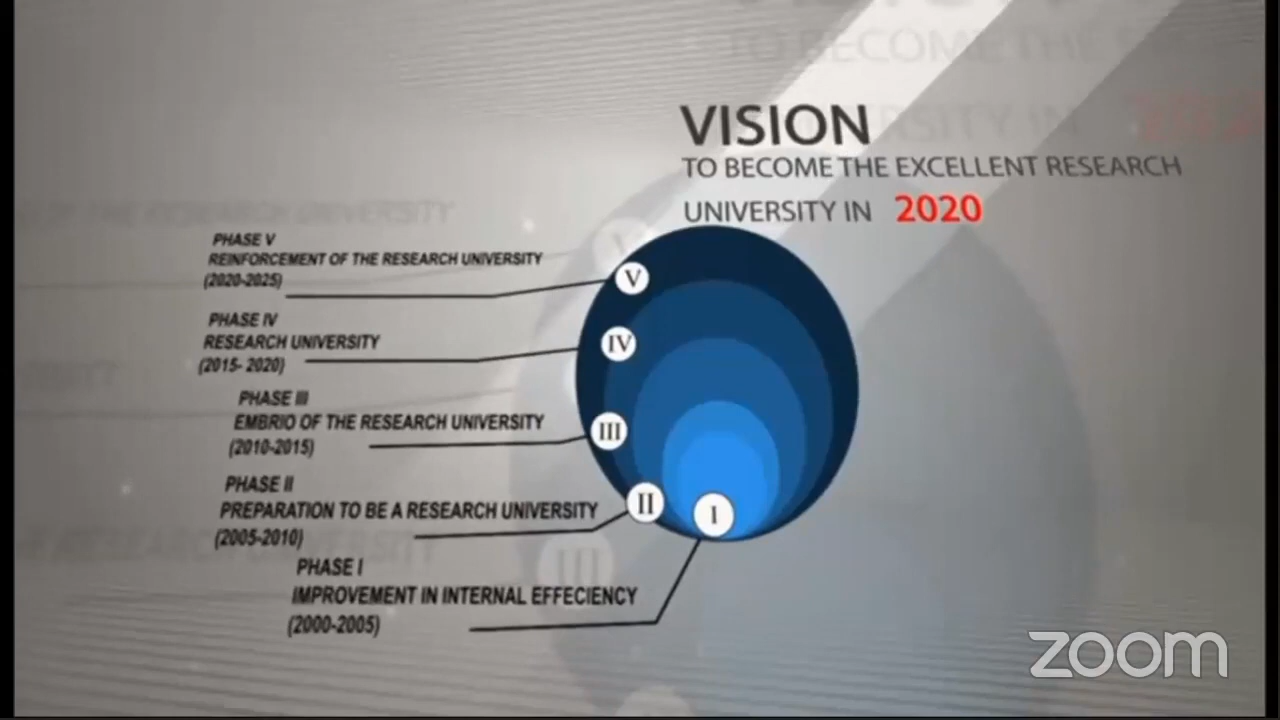 VISION
TO BECOME THE EXCELLENT RESEARCH
UNIVERSITY IN 2020
PHASE V
REINFORCEMENT OF THE RESEARCH UNIVERSITY
(2020-2025)
V
PHASE IV
RESEARCH UNIVERSITY
(2015- 2020)
IV
PHASE III
EMBRIO OF THE RESEARCH UNIVERSITY
(2010-2015)
III
PHASE II
PREPARATION TO BE A RESEARCH UNIVERSITY
(2005-2010)
II
PHASE I
IMPROVEMENT IN INTERNAL EFFECIENCY
(2000-2005)
I
zoom